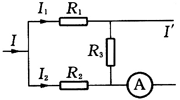 I₁ R₁ I′
I R₃
I₂ R₂ A